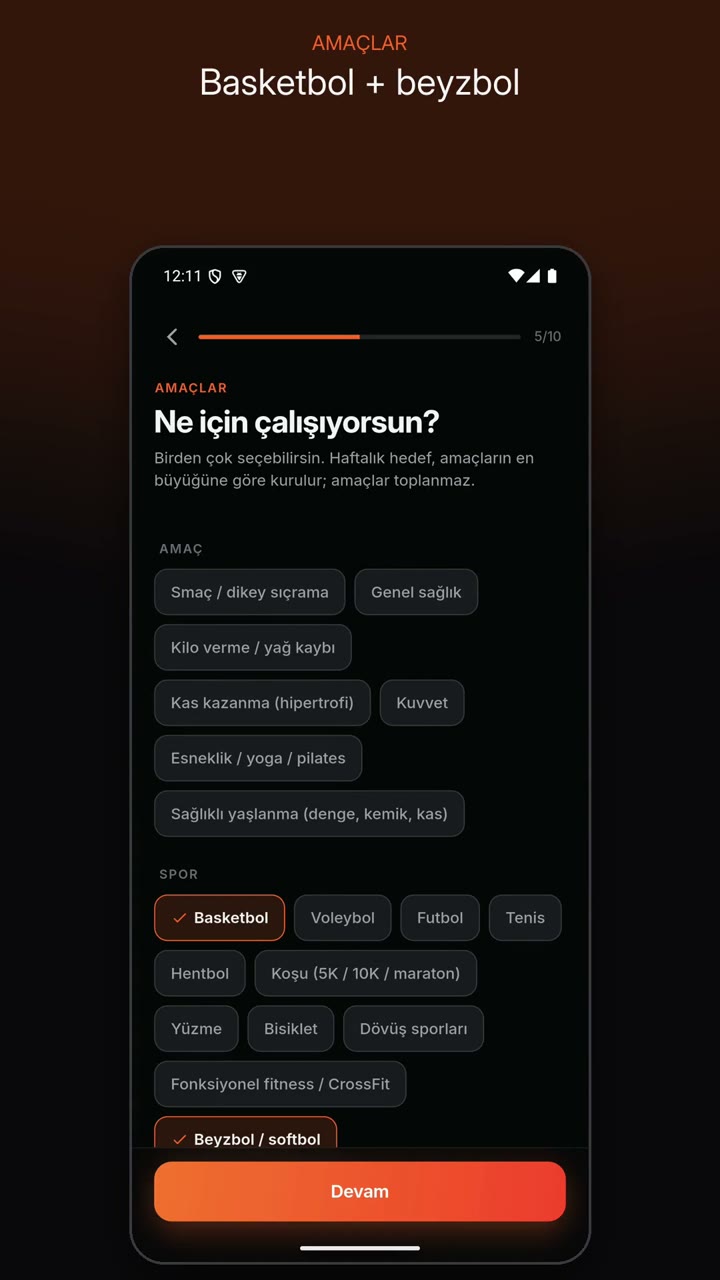 AMAÇLAR
Basketbol + beyzbol
12:11
5/10
AMAÇLAR
Ne için çalışıyorsun?
Birden çok seçebilirsin. Haftalık hedef, amaçların en
büyüğüne göre kurulur; amaçlar toplanmaz.
AMAÇ
Smaç / dikey sıçrama Genel sağlık
Kilo verme / yağ kaybı
Kas kazanma (hipertrofi) Kuvvet
Esneklik / yoga / pilates
Sağlıklı yaşlanma (denge, kemik, kas)
SPOR
Basketbol Voleybol Futbol Tenis
Hentbol Koşu (5K / 10K / maraton)
Yüzme Bisiklet Dövüş sporları
Fonksiyonel fitness / CrossFit
Beyzbol / softbol
Devam